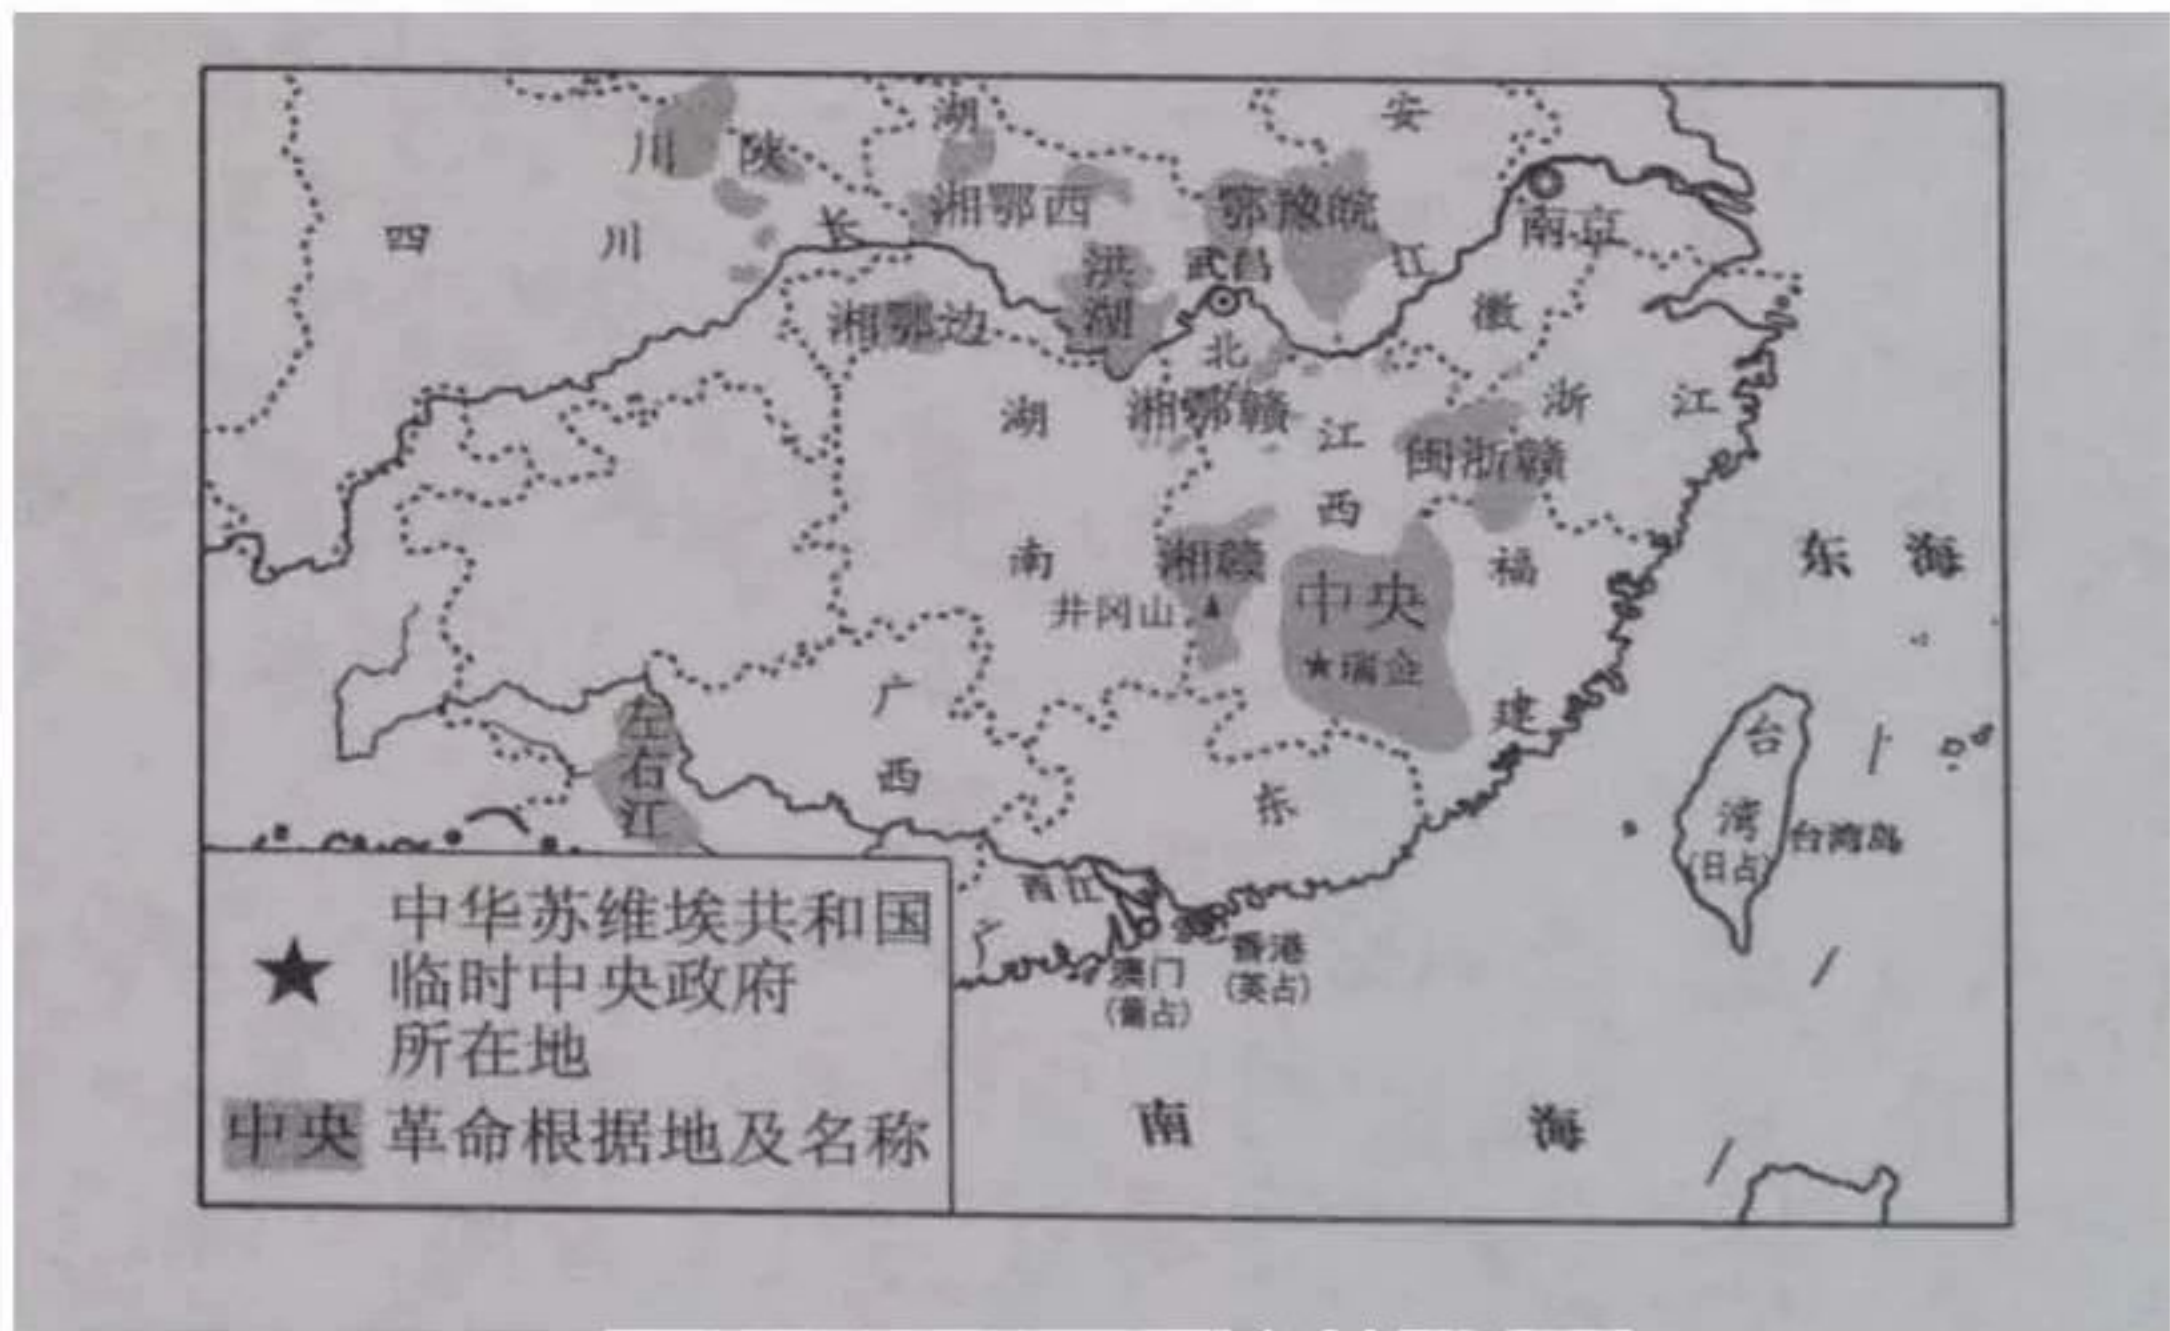 川陕
湖
安
四川
长
湘鄂西
鄂豫皖
江
南京
洪湖
武昌
湘鄂边
北
徽
湖
湘鄂赣
江
浙江
闽浙赣
西
南
湘赣
中央
福
东海
井冈山
★瑞金
左右江
广
建
台
西
东
湾
(日占)
台湾岛
西江
广
香港
(英占)
澳门
(葡占)
南海
★
中华苏维埃共和国
临时中央政府
所在地
中央 革命根据地及名称